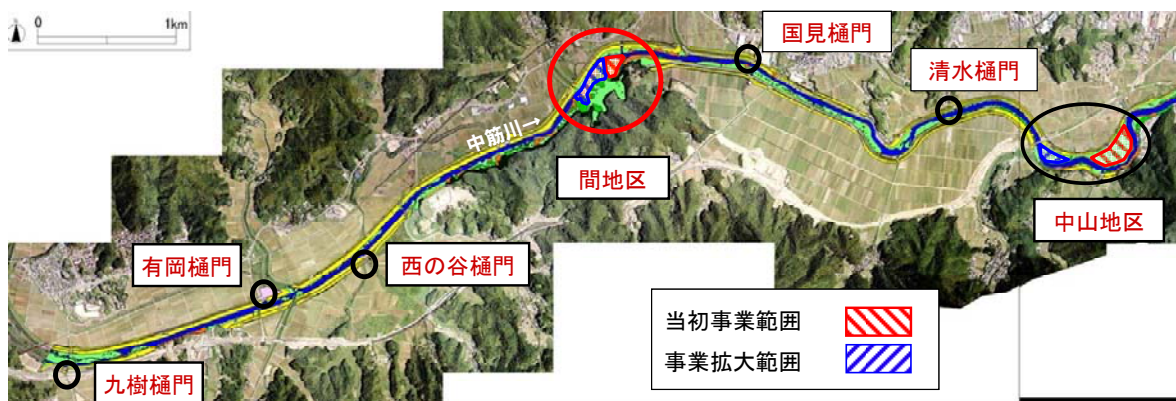 0
1km
国見樋門
清水樋門
中筋川→
間地区
中山地区
有岡樋門
西の谷樋門
九樹樋門
当初事業範囲
事業拡大範囲